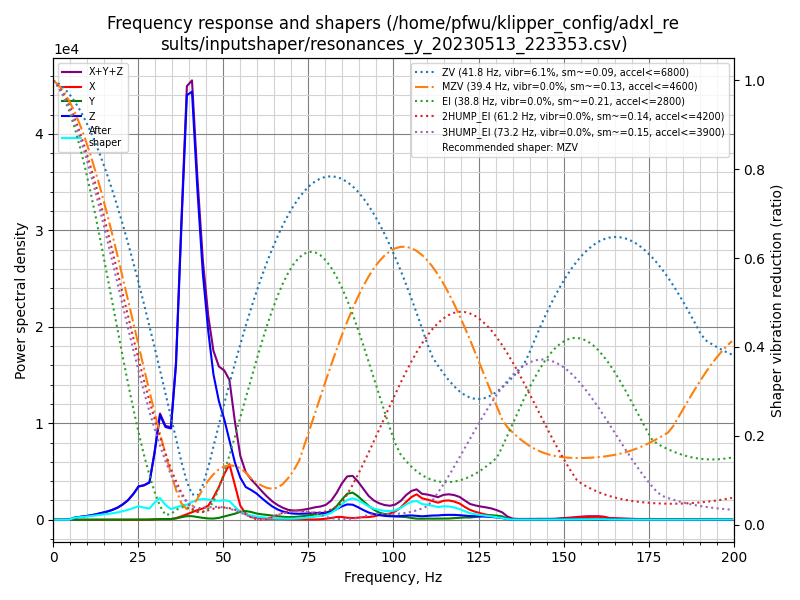 Frequency response and shapers (/home/pfwu/klipper_config/adxl_re
sults/inputshaper/resonances_y_20230513_223353.csv)
1e4
X+Y+Z
X
Y
Z
After
shaper
ZV (41.8 Hz, vibr=6.1%, sm~=0.09, accel<=6800)
MZV (39.4 Hz, vibr=0.0%, sm~=0.13, accel<=4600)
EI (38.8 Hz, vibr=0.0%, sm~=0.21, accel<=2800)
2HUMP_EI (61.2 Hz, vibr=0.0%, sm~=0.14, accel<=4200)
3HUMP_EI (73.2 Hz, vibr=0.0%, sm~=0.15, accel<=3900)
Recommended shaper: MZV
Power spectral density
4
3
2
1
0
1.0
0.8
0.6
0.4
0.2
0.0
Shaper vibration reduction (ratio)
0 25 50 75 100 125 150 175 200
Frequency, Hz